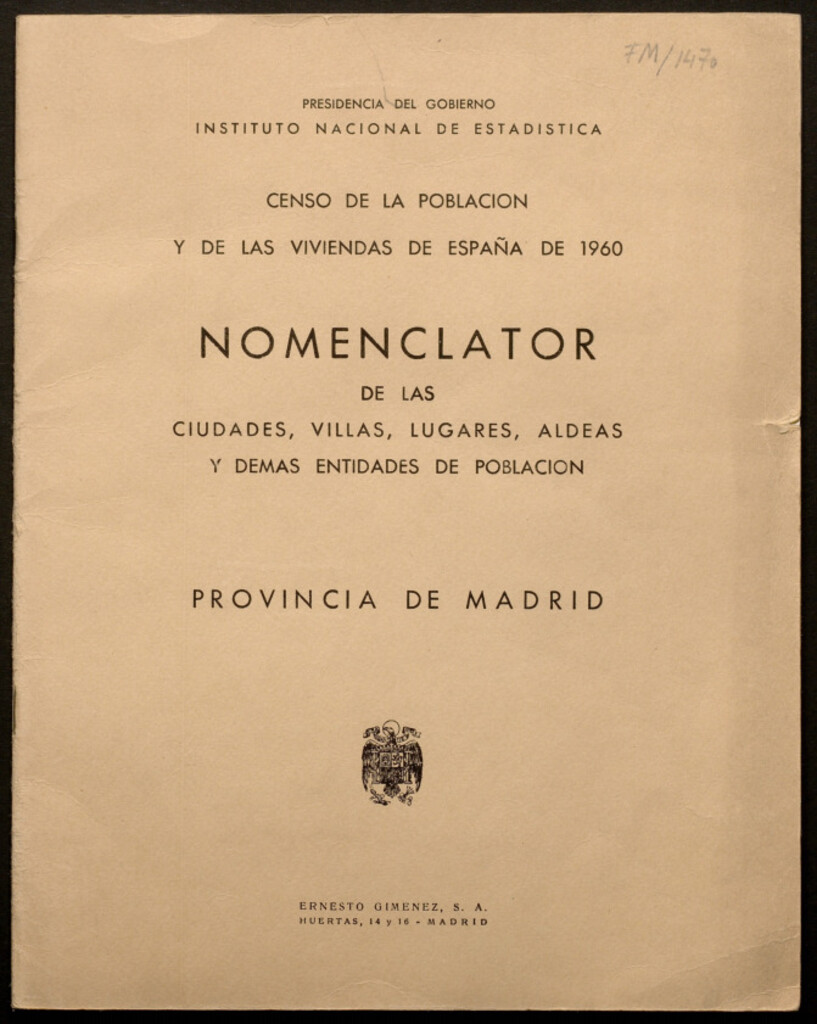 FM/1470
PRESIDENCIA DEL GOBIERNO
INSTITUTO NACIONAL DE ESTADISTICA
CENSO DE LA POBLACION
Y DE LAS VIVIENDAS DE ESPAÑA DE 1960
NOMENCLATOR
DE LAS
CIUDADES, VILLAS, LUGARES, ALDEAS
Y DEMAS ENTIDADES DE POBLACION
PROVINCIA DE MADRID
ERNESTO GIMENEZ, S. A.
HUERTAS, 14 y 16 - MADRID